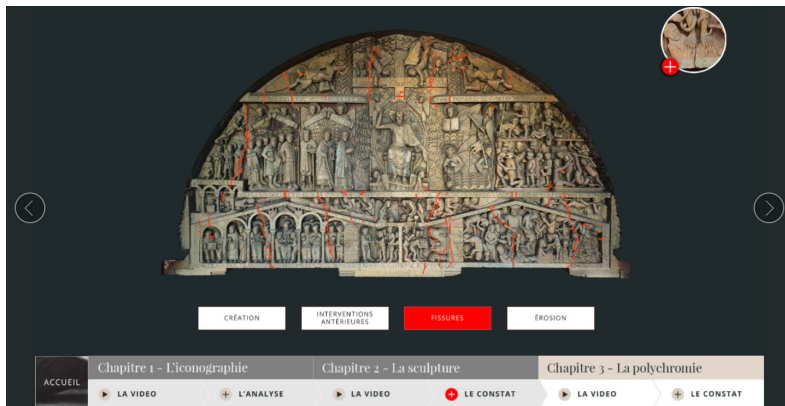 CRÉATION
INTERVENTIONS
ANTÉRIEURES
FISSURES
ÉROSION
ACCUEIL
Chapitre 1 - L'iconographie
Chapitre 2 - La sculpture
Chapitre 3 - La polychromie
LA VIDEO
L'ANALYSE
LA VIDEO
LE CONSTAT
LA VIDEO
LE CONSTAT